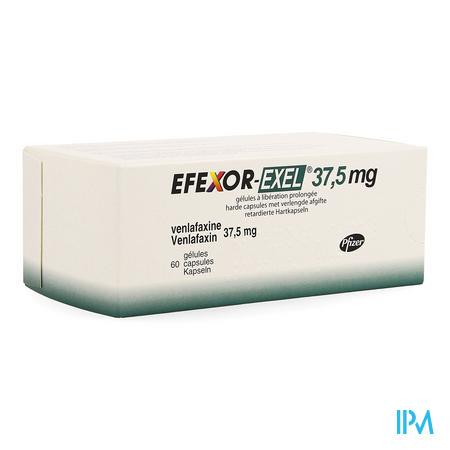 EFEXOR-EXEL® 37,5 mg
gélules à libération prolongée
harde capsules met verlengde afgifte
retardierte Hartkapseln
venlafaxine
Venlafaxin 37,5 mg
gélules
60 capsules
Kapseln
Pfizer
IPM